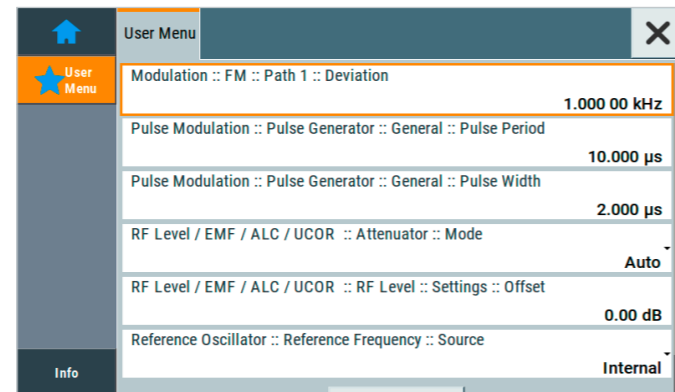 User Menu
User
Menu
Modulation :: FM :: Path 1 :: Deviation
1.000 00 kHz
Pulse Modulation :: Pulse Generator :: General :: Pulse Period
10.000 µs
Pulse Modulation :: Pulse Generator :: General :: Pulse Width
2.000 µs
RF Level / EMF / ALC / UCOR :: Attenuator :: Mode
Auto
RF Level / EMF / ALC / UCOR :: RF Level :: Settings :: Offset
0.00 dB
Reference Oscillator :: Reference Frequency :: Source
Internal
Info